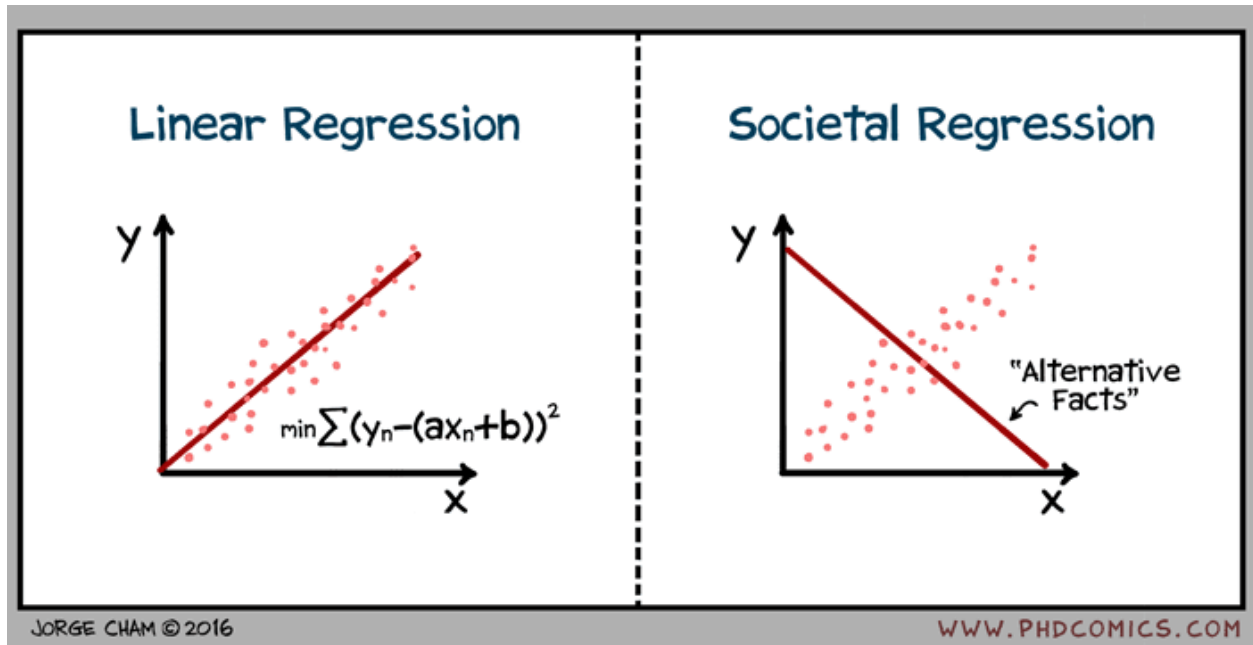 Linear Regression
y
min∑(yₙ-(axₙ+b))²
x
Societal Regression
y
"Alternative
Facts"
x
JORGE CHAM © 2016
WWW.PHDCOMICS.COM